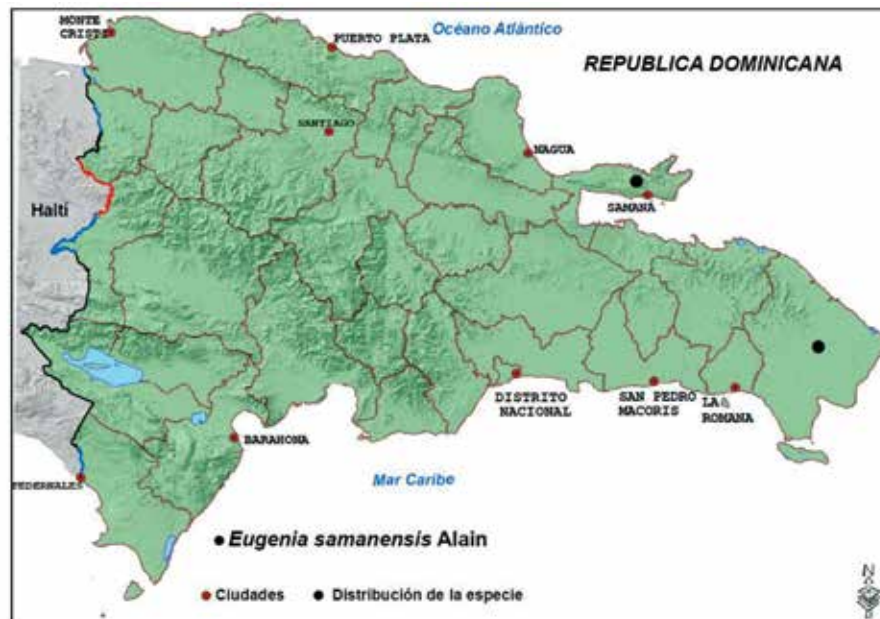 MONTE
CRISTI
PUERTO PLATA
Océano Atlántico
REPUBLICA DOMINICANA
SANTIAGO
NAGUA
SAMANA
Haití
DISTRITO
NACIONAL
SAN PEDRO
MACORIS
LA
ROMANA
BARAHONA
Mar Caribe
PEDERNALES
Eugenia samanensis Alain
Ciudades
Distribución de la especie
N